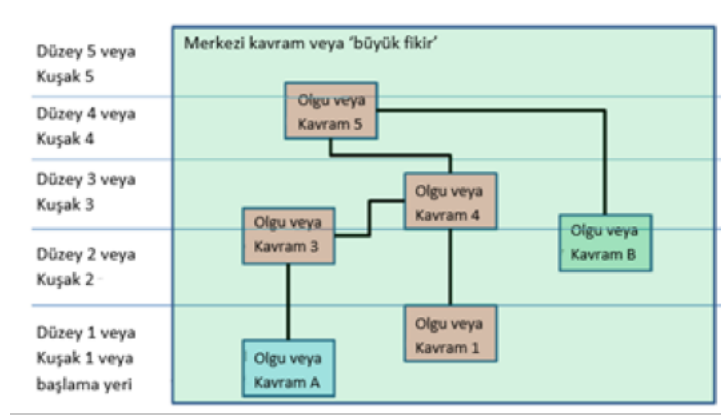 Merkezi kavram veya ‘büyük fikir’
Düzey 5 veya
Kuşak 5
Olgu veya
Kavram 5
Düzey 4 veya
Kuşak 4
Düzey 3 veya
Kuşak 3
Olgu veya
Kavram 4
Olgu veya
Kavram 3
Olgu veya
Kavram B
Düzey 2 veya
Kuşak 2
Olgu veya
Kavram 1
Düzey 1 veya
Kuşak 1 veya
başlama yeri
Olgu veya
Kavram A